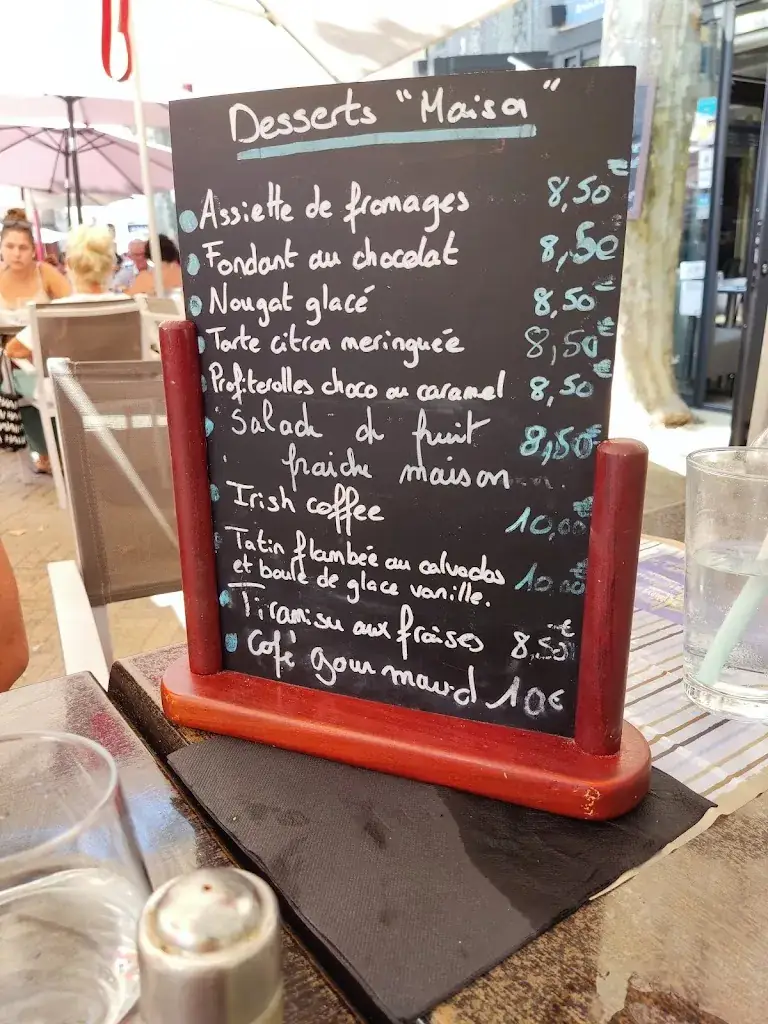 Desserts "Maisa"
Assiette de fromages 8,50€
Fondant au chocolat 8,50€
Nougat glacé 8,50€
Tarte citron meringuée 8,50€
Profiterolles choco ou caramel 8,50€
Salade de fruit 8,50€
fraiche maison
Irish coffee 10,00€
Tatin flambée au calvados 10,00€
et boule de glace vanille.
Tiramisu aux fraises 8,50€
Café gourmand 10€